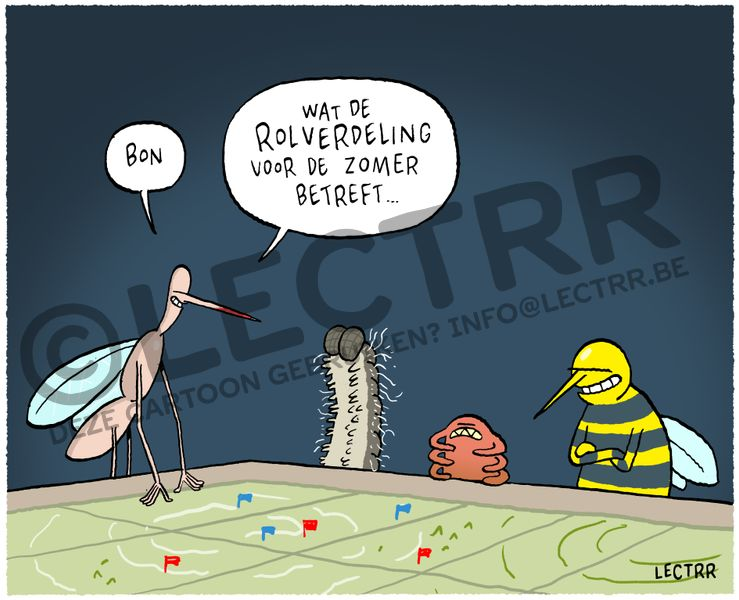 BON
WAT DE
ROLVERDELING
VOOR DE ZOMER
BETREFT...
©LECTRR
DEZE CARTOON GEBRUIKEN? INFO@LECTRR.BE
LECTRR